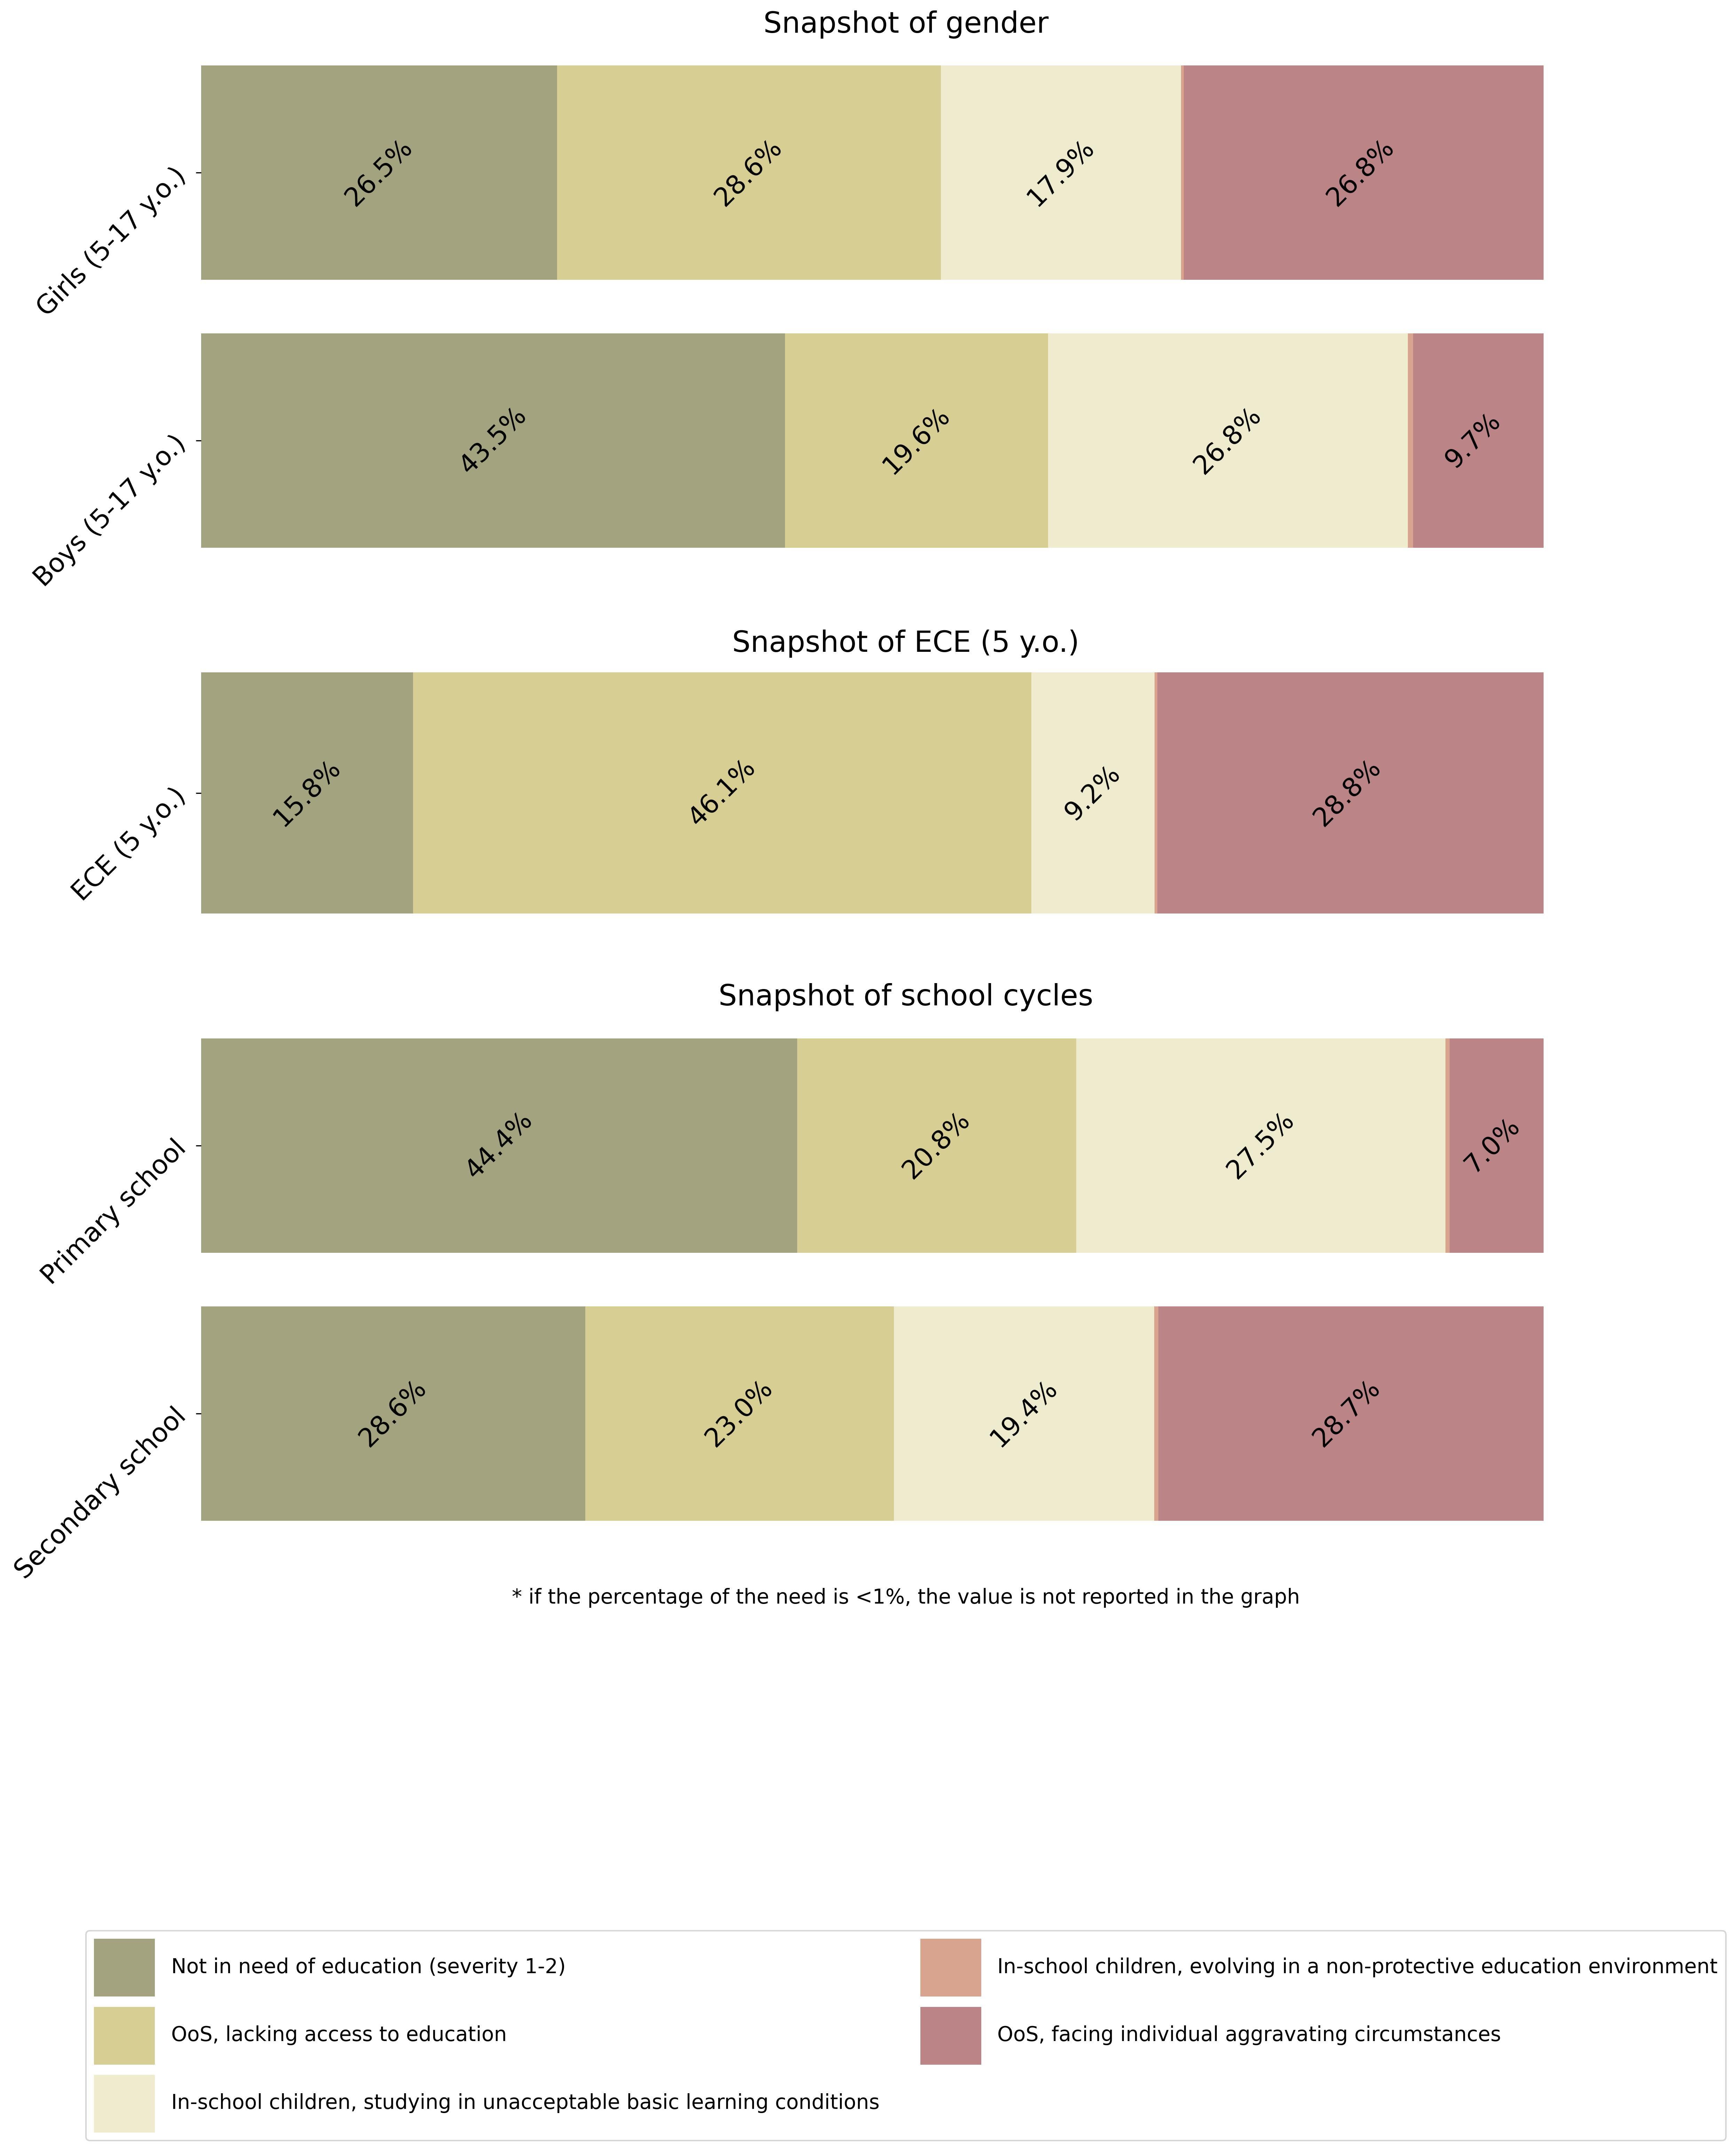 Snapshot of gender
Girls (5-17 y.o.)
26.5%
28.6%
17.9%
26.8%
Boys (5-17 y.o.)
43.5%
19.6%
26.8%
9.7%
Snapshot of ECE (5 y.o.)
ECE (5 y.o.)
15.8%
46.1%
9.2%
28.8%
Snapshot of school cycles
Primary school
44.4%
20.8%
27.5%
7.0%
Secondary school
28.6%
23.0%
19.4%
28.7%
* if the percentage of the need is <1%, the value is not reported in the graph
Not in need of education (severity 1-2)
OoS, lacking access to education
In-school children, studying in unacceptable basic learning conditions
In-school children, evolving in a non-protective education environment
OoS, facing individual aggravating circumstances